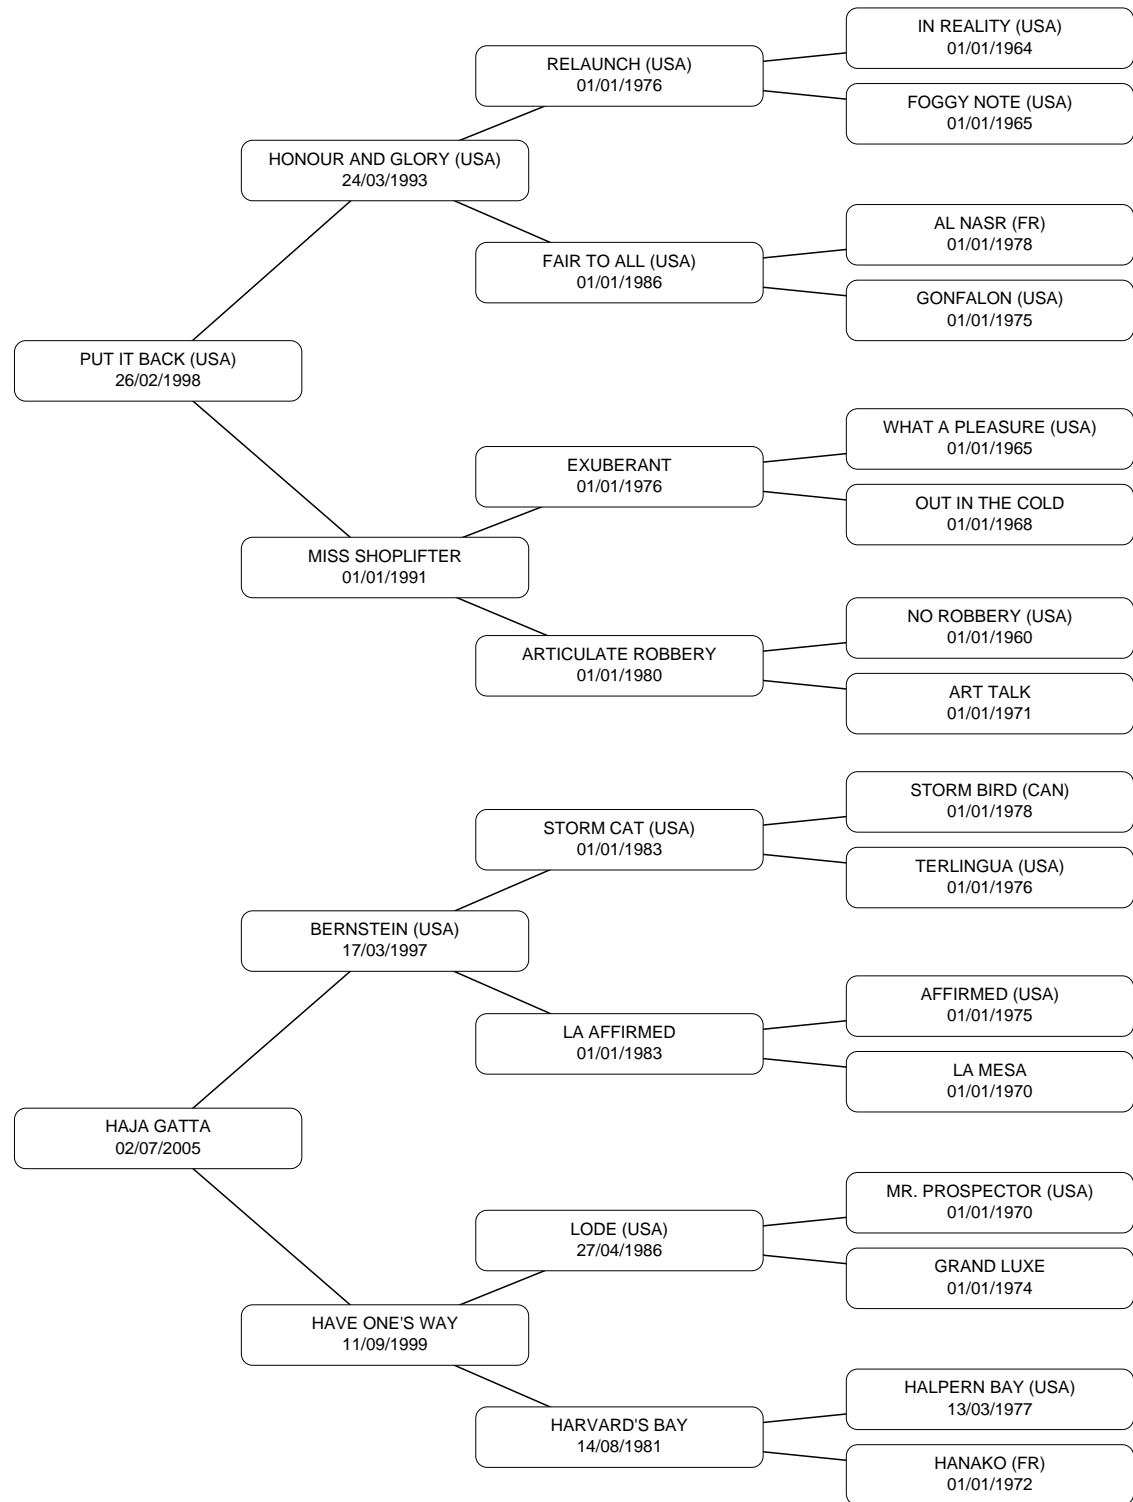 IN REALITY (USA)
01/01/1964
RELAUNCH (USA)
01/01/1976
FOGGY NOTE (USA)
01/01/1965
HONOUR AND GLORY (USA)
24/03/1993
AL NASR (FR)
01/01/1978
FAIR TO ALL (USA)
01/01/1986
GONFALON (USA)
01/01/1975
PUT IT BACK (USA)
26/02/1998
WHAT A PLEASURE (USA)
01/01/1965
EXUBERANT
01/01/1976
OUT IN THE COLD
01/01/1968
MISS SHOPLIFTER
01/01/1991
NO ROBBERY (USA)
01/01/1960
ARTICULATE ROBBERY
01/01/1980
ART TALK
01/01/1971
STORM BIRD (CAN)
01/01/1978
STORM CAT (USA)
01/01/1983
TERLINGUA (USA)
01/01/1976
BERNSTEIN (USA)
17/03/1997
AFFIRMED (USA)
01/01/1975
LA AFFIRMED
01/01/1983
LA MESA
01/01/1970
HAJA GATTA
02/07/2005
MR. PROSPECTOR (USA)
01/01/1970
LODE (USA)
27/04/1986
GRAND LUXE
01/01/1974
HAVE ONE'S WAY
11/09/1999
HALPERN BAY (USA)
13/03/1977
HARVARD'S BAY
14/08/1981
HANAKO (FR)
01/01/1972